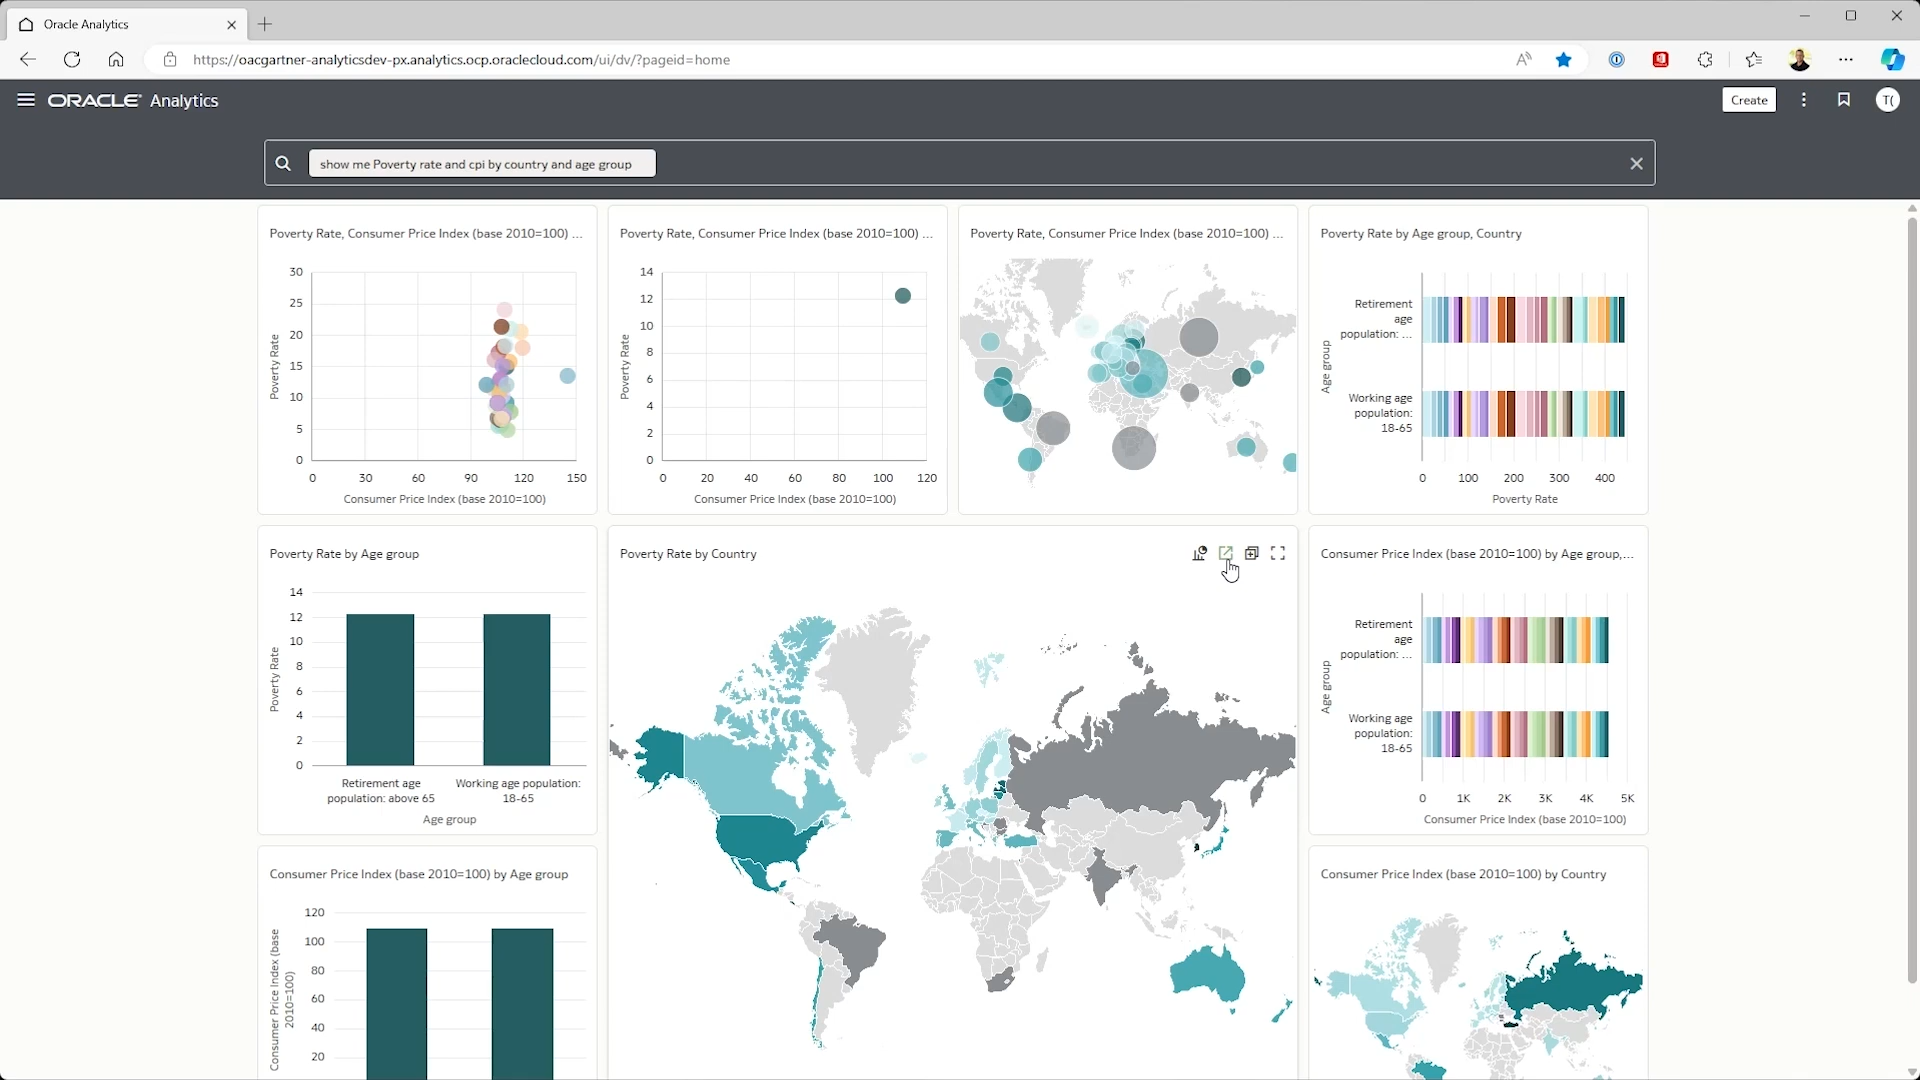 Oracle Analytics
https://oacgartner-analyticsdev-px.analytics.ocp.oraclecloud.com/ui/dv/?pageid=home
ORACLE Analytics
Create
T(
show me Poverty rate and cpi by country and age group
Poverty Rate, Consumer Price Index (base 2010=100) ...
30
25
20
15
10
5
0
Poverty Rate
0 30 60 90 120 150
Consumer Price Index (base 2010=100)
Poverty Rate, Consumer Price Index (base 2010=100) ...
14
12
10
8
6
4
2
0
Poverty Rate
0 20 40 60 80 100 120
Consumer Price Index (base 2010=100)
Poverty Rate, Consumer Price Index (base 2010=100) ...
Poverty Rate by Age group, Country
Age group
Retirement
age
population: ...
Working age
population:
18-65
0 100 200 300 400
Poverty Rate
Poverty Rate by Age group
14
12
10
8
6
4
2
0
Poverty Rate
Retirement age
population: above 65
Working age population:
18-65
Age group
Poverty Rate by Country
Consumer Price Index (base 2010=100) by Age group,...
Age group
Retirement
age
population: ...
Working age
population:
18-65
0 1K 2K 3K 4K 5K
Consumer Price Index (base 2010=100)
Consumer Price Index (base 2010=100) by Age group
120
100
80
60
40
20
Consumer Price Index (base
2010=100)
Consumer Price Index (base 2010=100) by Country